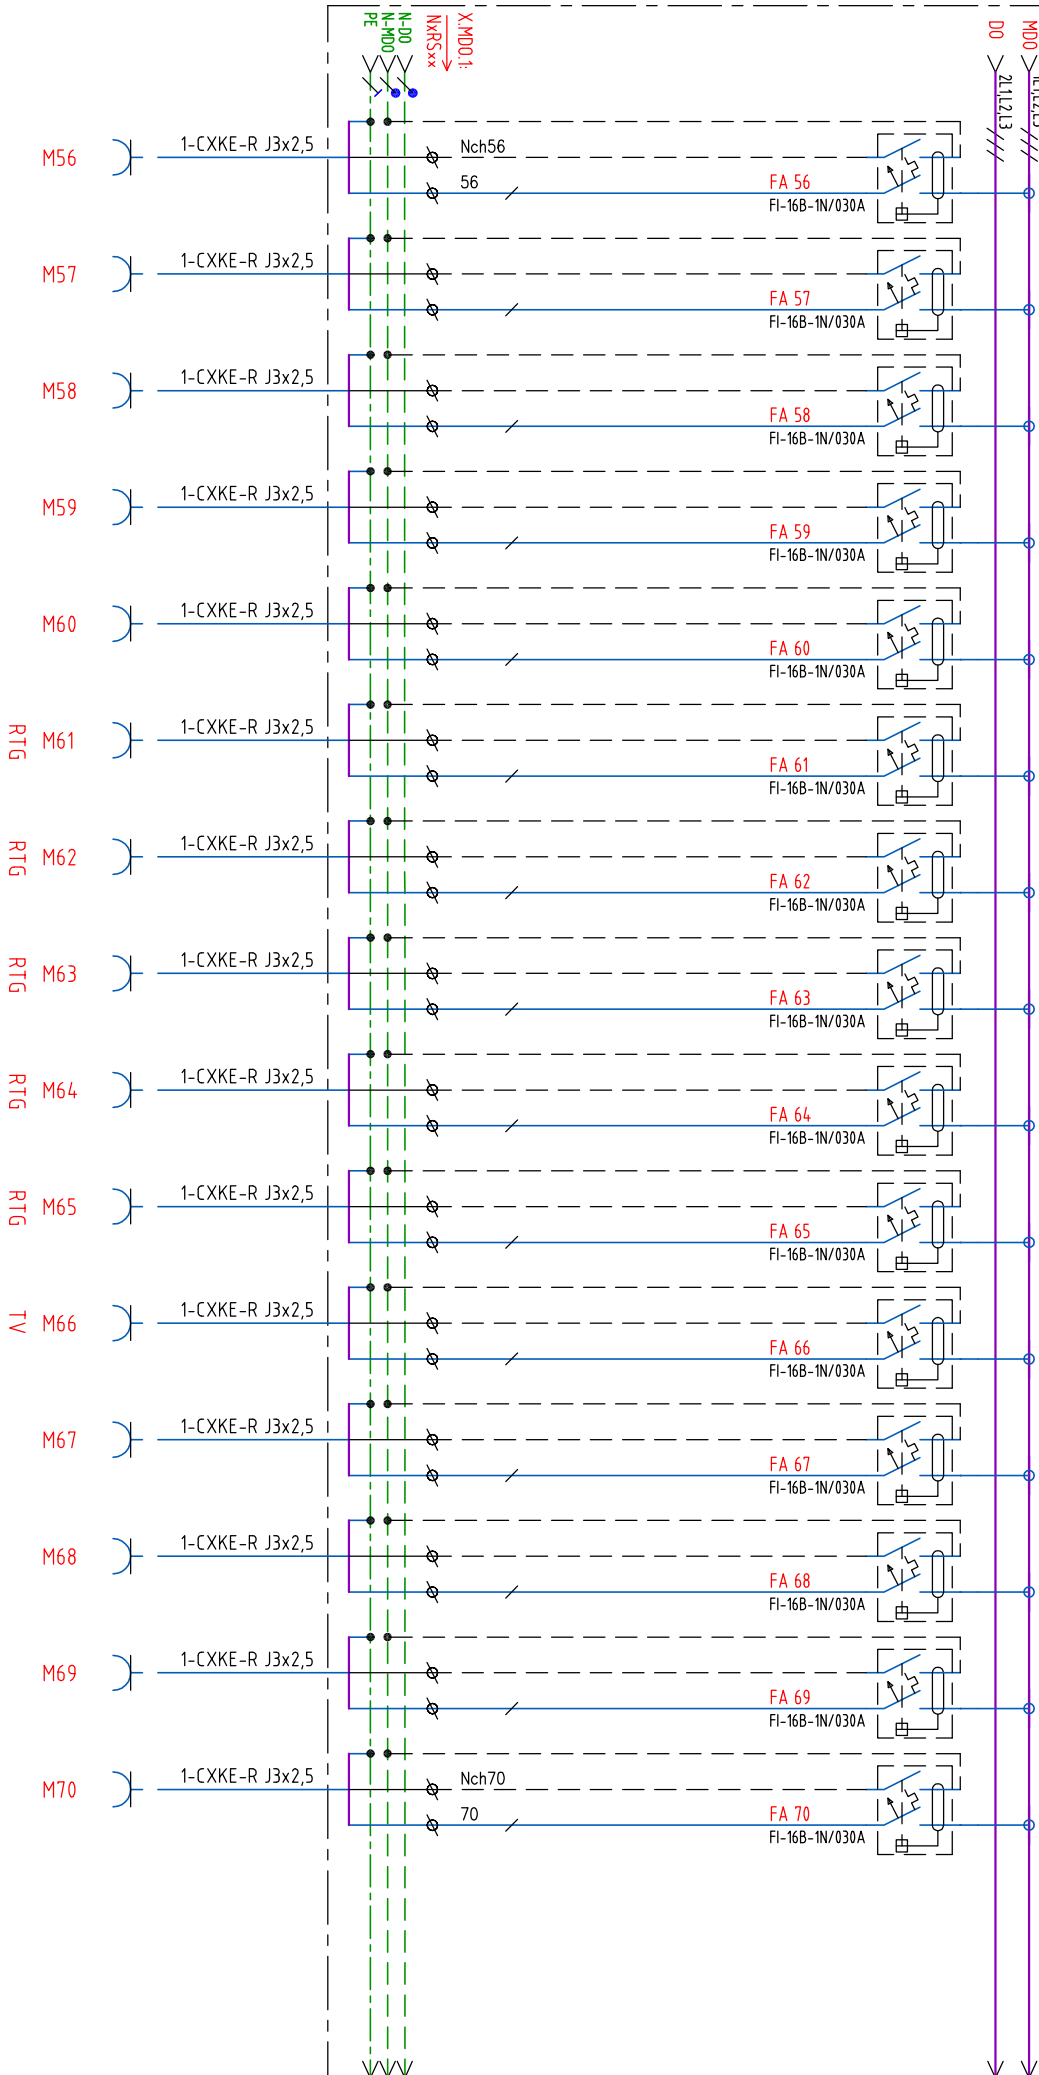 PE
N-MDO
N-DO
NxRS.xx
X.MDO.1:
DO
MDO
2L1,L2,L3
M56
1-CXKE-R J3x2,5
Nch56
56
FA 56
FI-16B-1N/030A
M57
1-CXKE-R J3x2,5
FA 57
FI-16B-1N/030A
M58
1-CXKE-R J3x2,5
FA 58
FI-16B-1N/030A
M59
1-CXKE-R J3x2,5
FA 59
FI-16B-1N/030A
M60
1-CXKE-R J3x2,5
FA 60
FI-16B-1N/030A
RTG
M61
1-CXKE-R J3x2,5
FA 61
FI-16B-1N/030A
RTG
M62
1-CXKE-R J3x2,5
FA 62
FI-16B-1N/030A
RTG
M63
1-CXKE-R J3x2,5
FA 63
FI-16B-1N/030A
RTG
M64
1-CXKE-R J3x2,5
FA 64
FI-16B-1N/030A
RTG
M65
1-CXKE-R J3x2,5
FA 65
FI-16B-1N/030A
TV
M66
1-CXKE-R J3x2,5
FA 66
FI-16B-1N/030A
M67
1-CXKE-R J3x2,5
FA 67
FI-16B-1N/030A
M68
1-CXKE-R J3x2,5
FA 68
FI-16B-1N/030A
M69
1-CXKE-R J3x2,5
FA 69
FI-16B-1N/030A
M70
1-CXKE-R J3x2,5
Nch70
70
FA 70
FI-16B-1N/030A